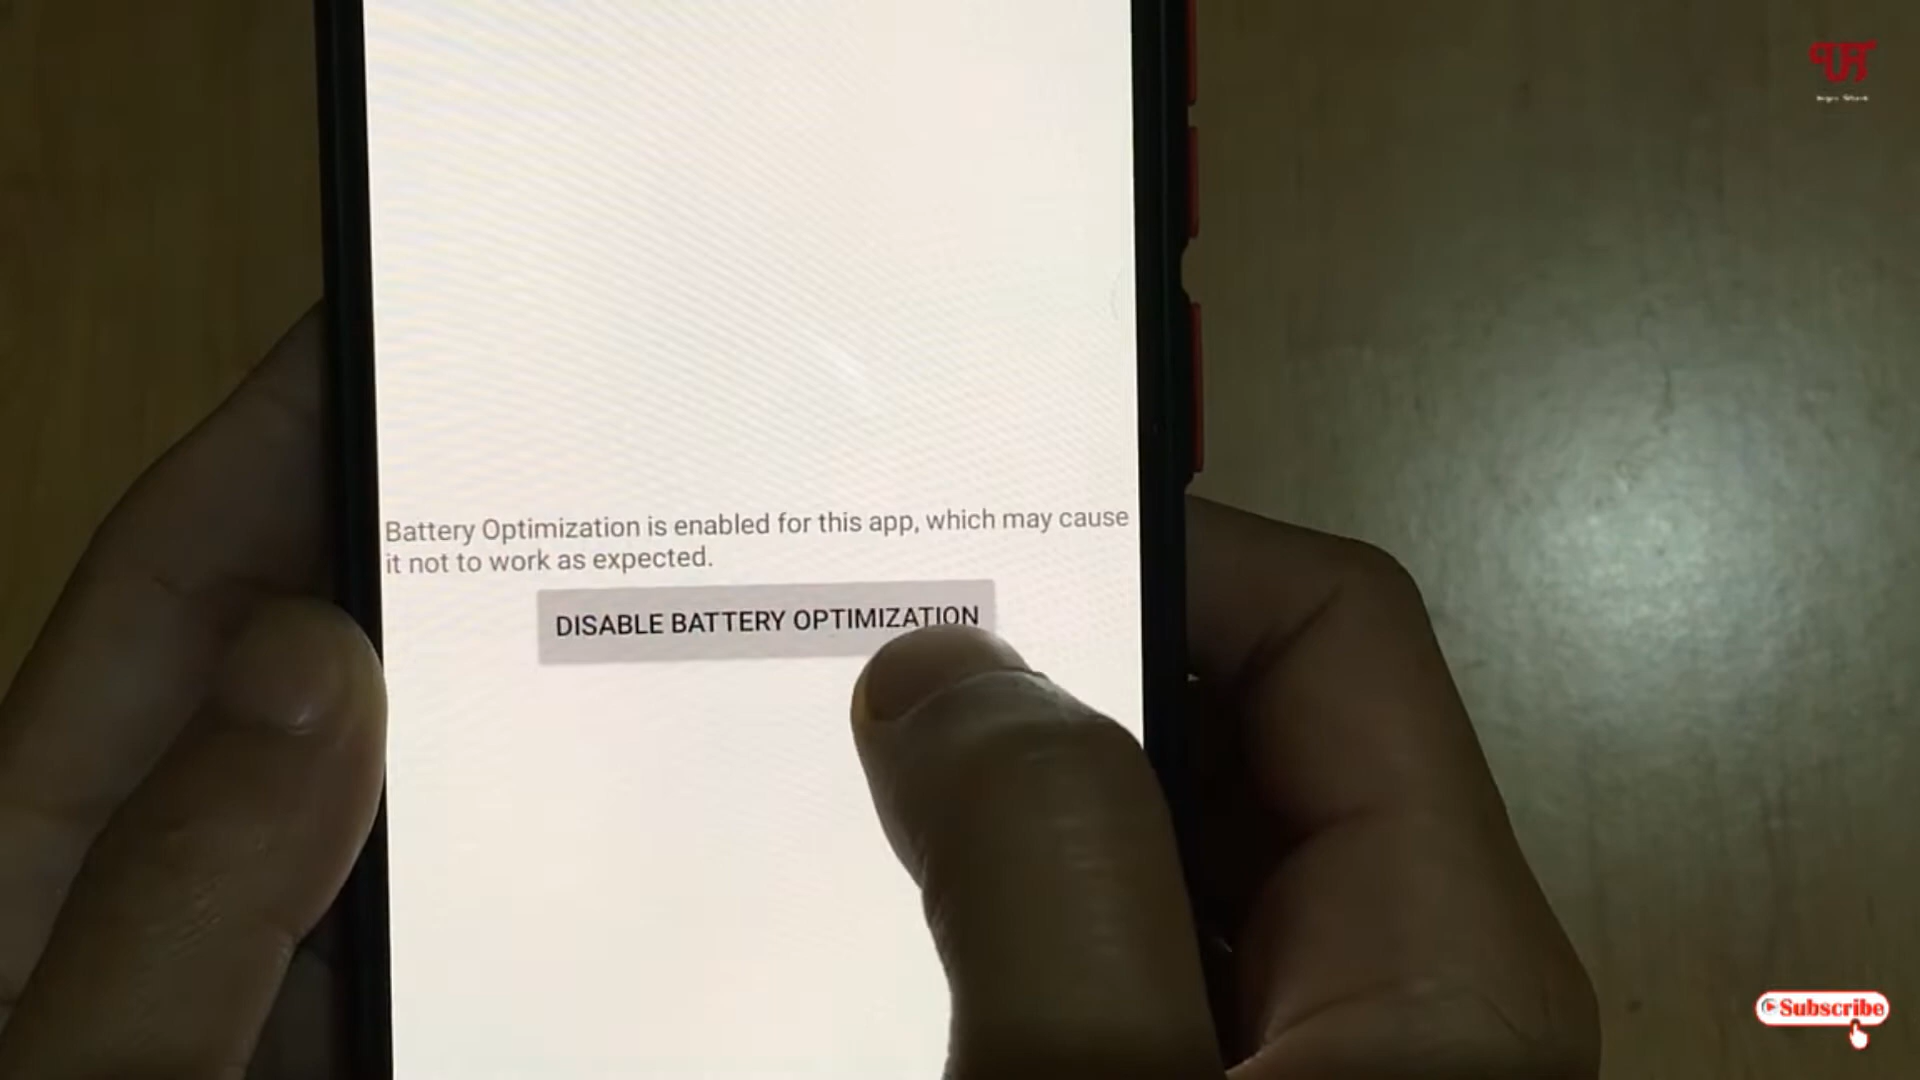 Battery Optimization is enabled for this app, which may cause
it not to work as expected.
DISABLE BATTERY OPTIMIZATION
Subscribe